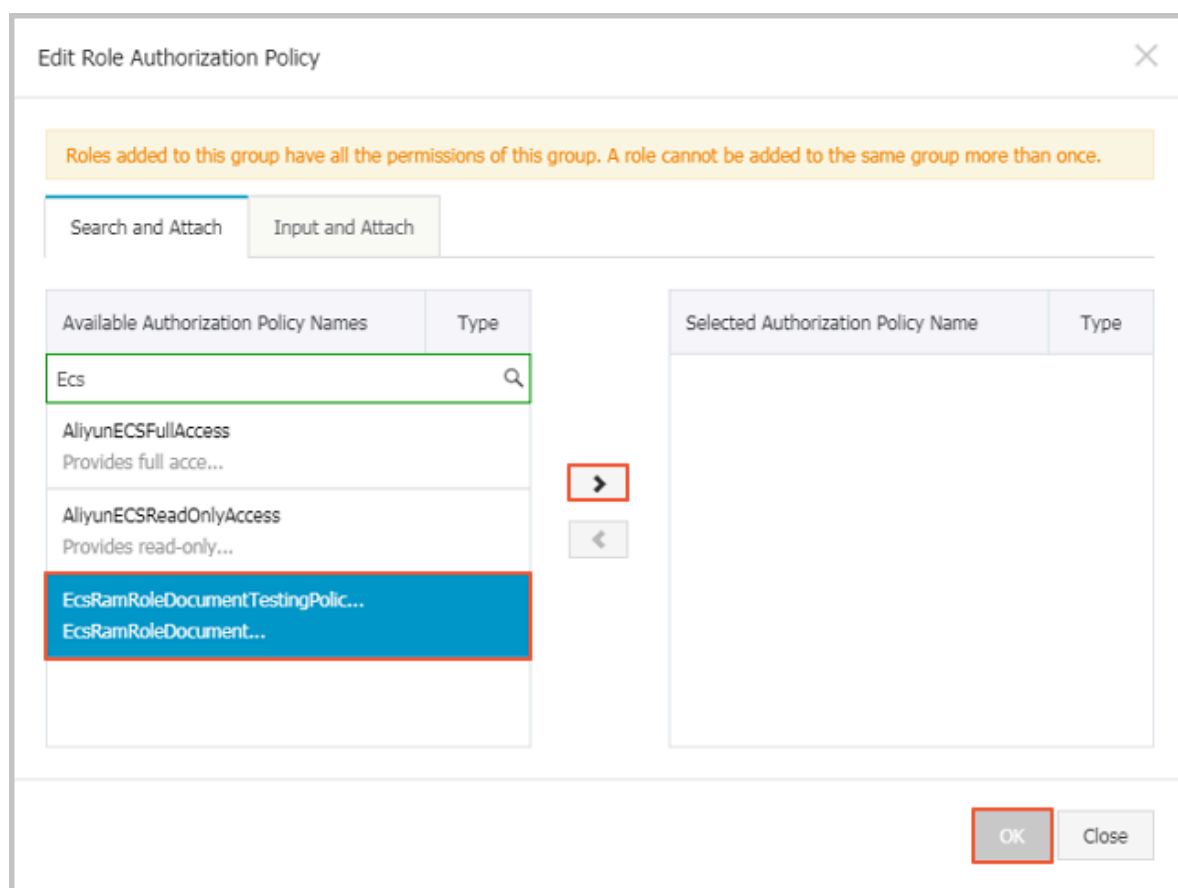 Edit Role Authorization Policy
Roles added to this group have all the permissions of this group. A role cannot be added to the same group more than once.
Search and Attach
Input and Attach
Available Authorization Policy Names
Type
Selected Authorization Policy Name
Type
Ecs
AliyunECSFullAccess
Provides full acce...
AliyunECSReadOnlyAccess
Provides read-only...
EcsRamRoleDocumentTestingPolic...
EcsRamRoleDocument...
OK
Close